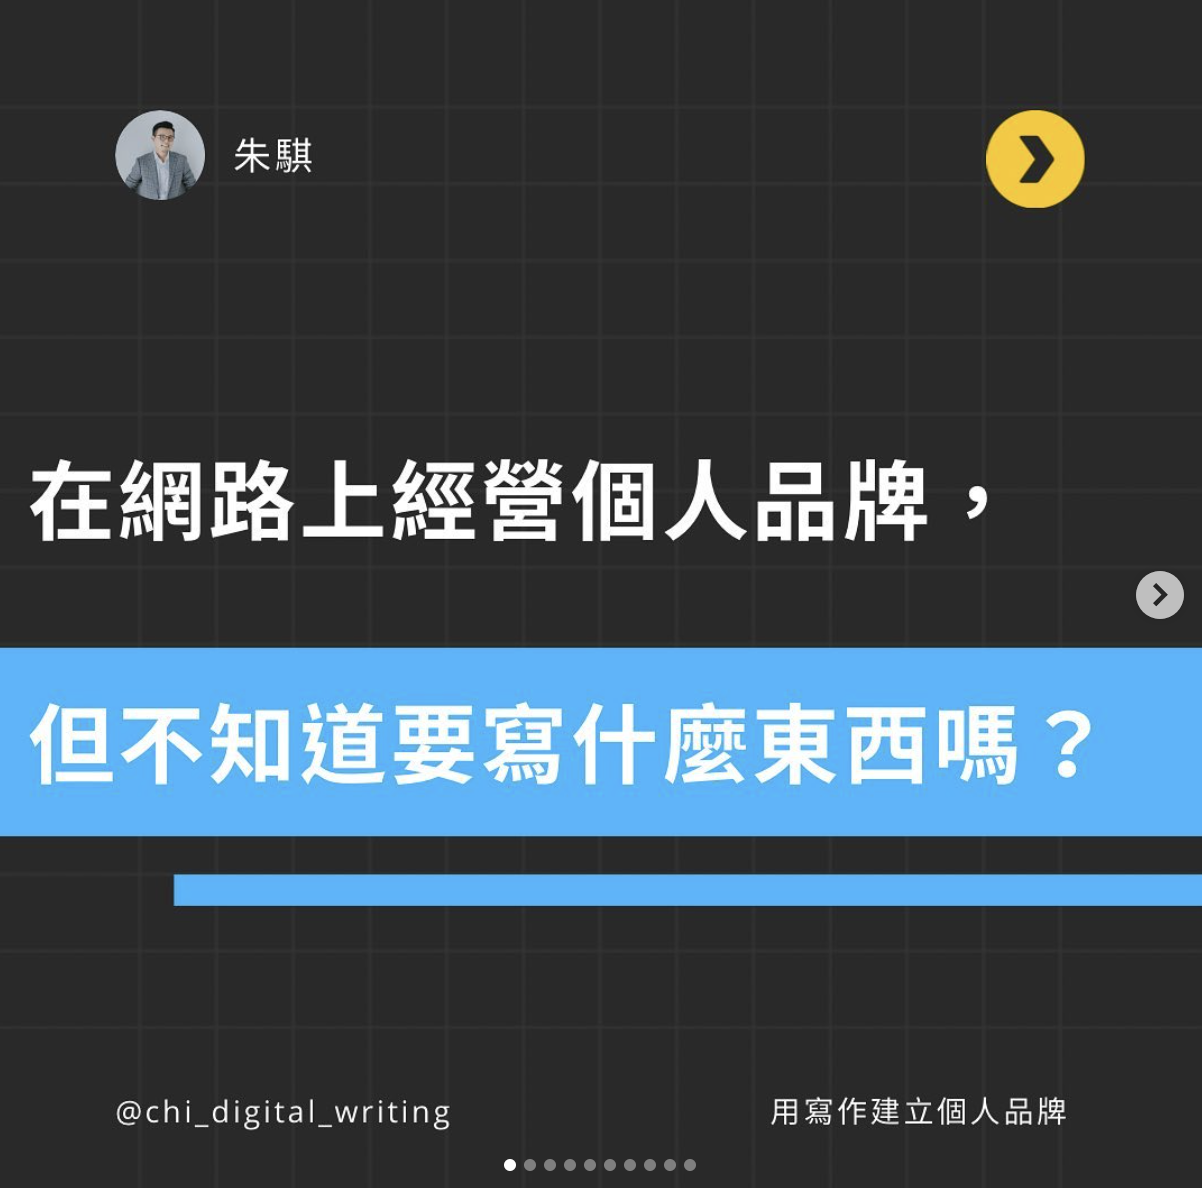 朱騏
在網路上經營個人品牌，
但不知道要寫什麼東西嗎？
@chi_digital_writing
用寫作建立個人品牌